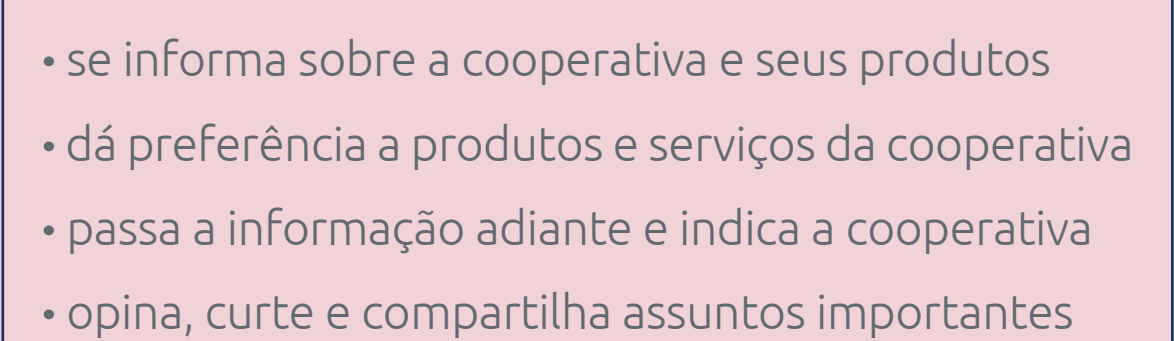 • se informa sobre a cooperativa e seus produtos
• dá preferência a produtos e serviços da cooperativa
• passa a informação adiante e indica a cooperativa
• opina, curte e compartilha assuntos importantes